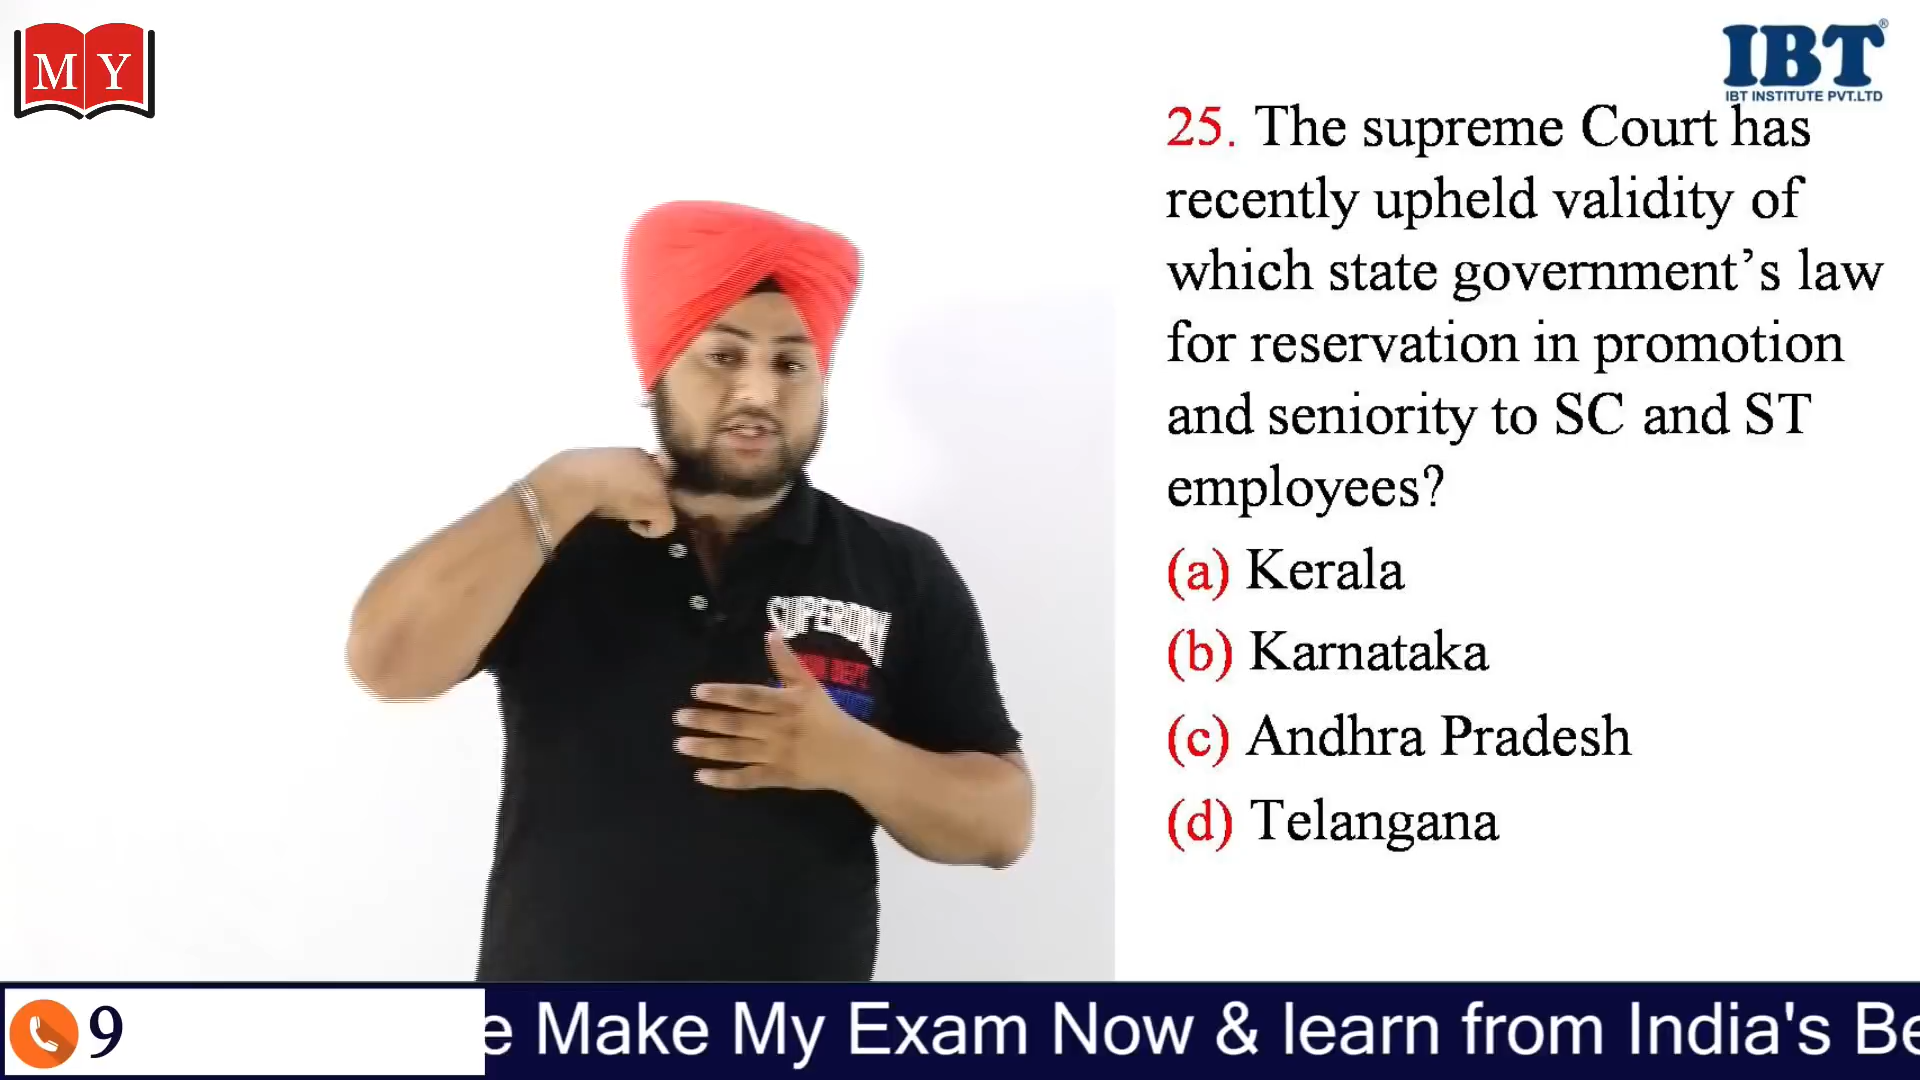 M Y
IBT
IBT INSTITUTE PVT.LTD
25. The supreme Court has
recently upheld validity of
which state government’s law
for reservation in promotion
and seniority to SC and ST
employees?
(a) Kerala
(b) Karnataka
(c) Andhra Pradesh
(d) Telangana
9
e Make My Exam Now & learn from India's Be